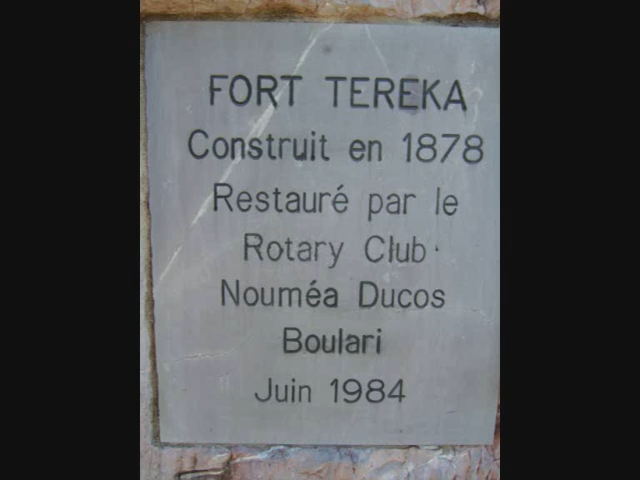 FORT TEREKA
Construit en 1878
Restauré par le
Rotary Club
Nouméa Ducos
Boulari
Juin 1984